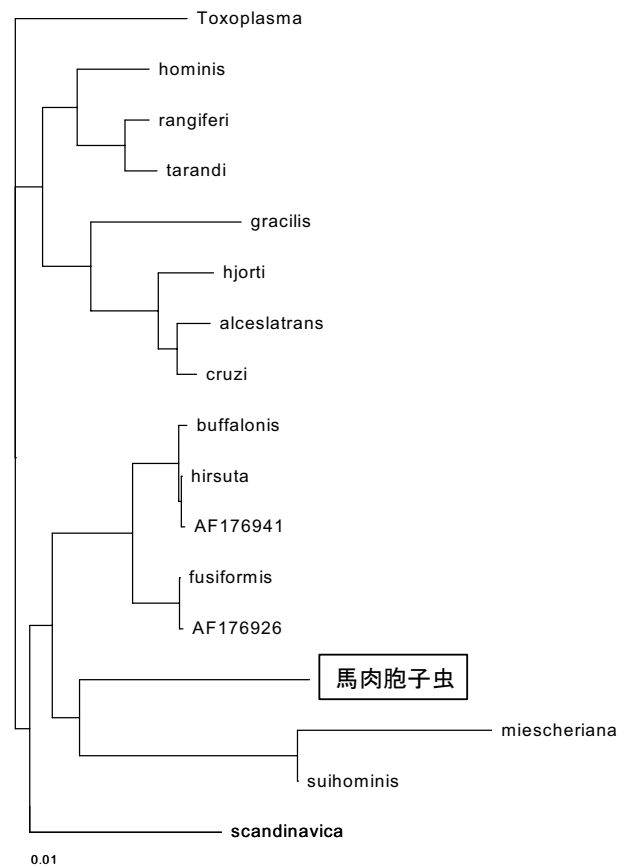 Toxoplasma
hominis
rangiferi
tarandi
gracilis
hjorti
alceslatrans
cruzi
buffalonis
hirsuta
AF176941
fusiformis
AF176926
馬肉胞子虫
miescheriana
suihominis
scandinavica
0.01